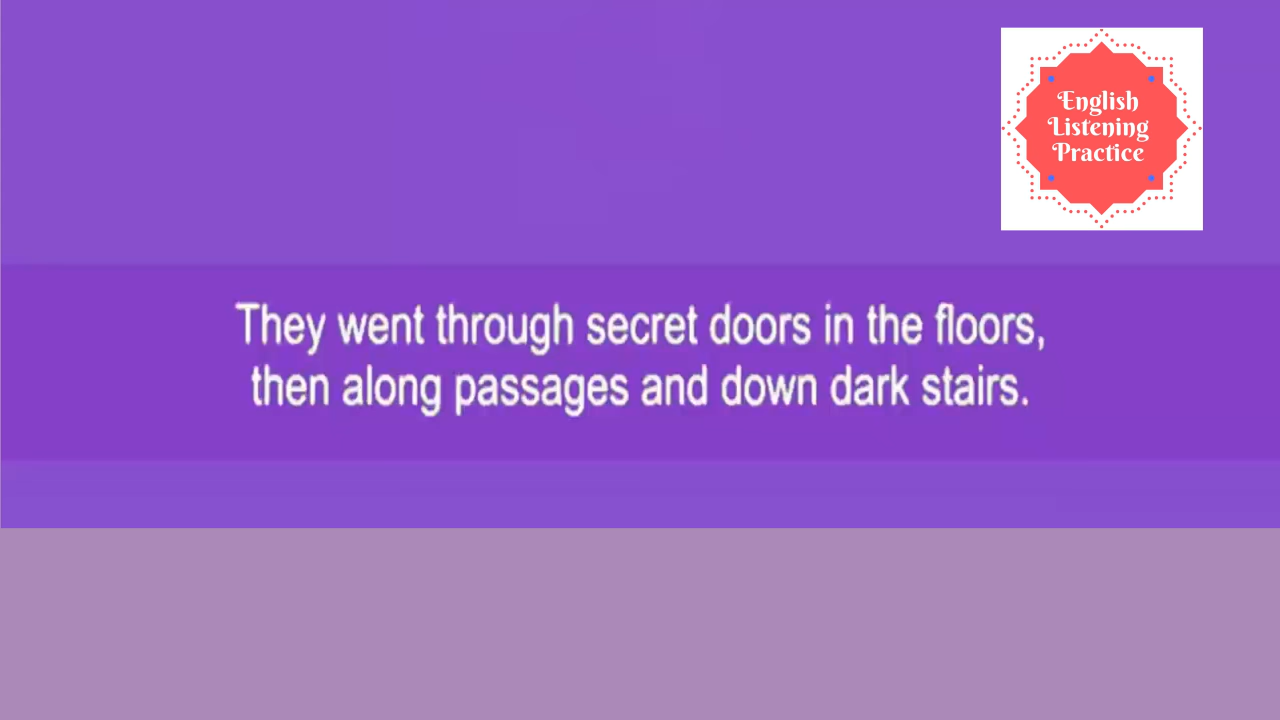 English
Listening
Practice
They went through secret doors in the floors,
then along passages and down dark stairs.